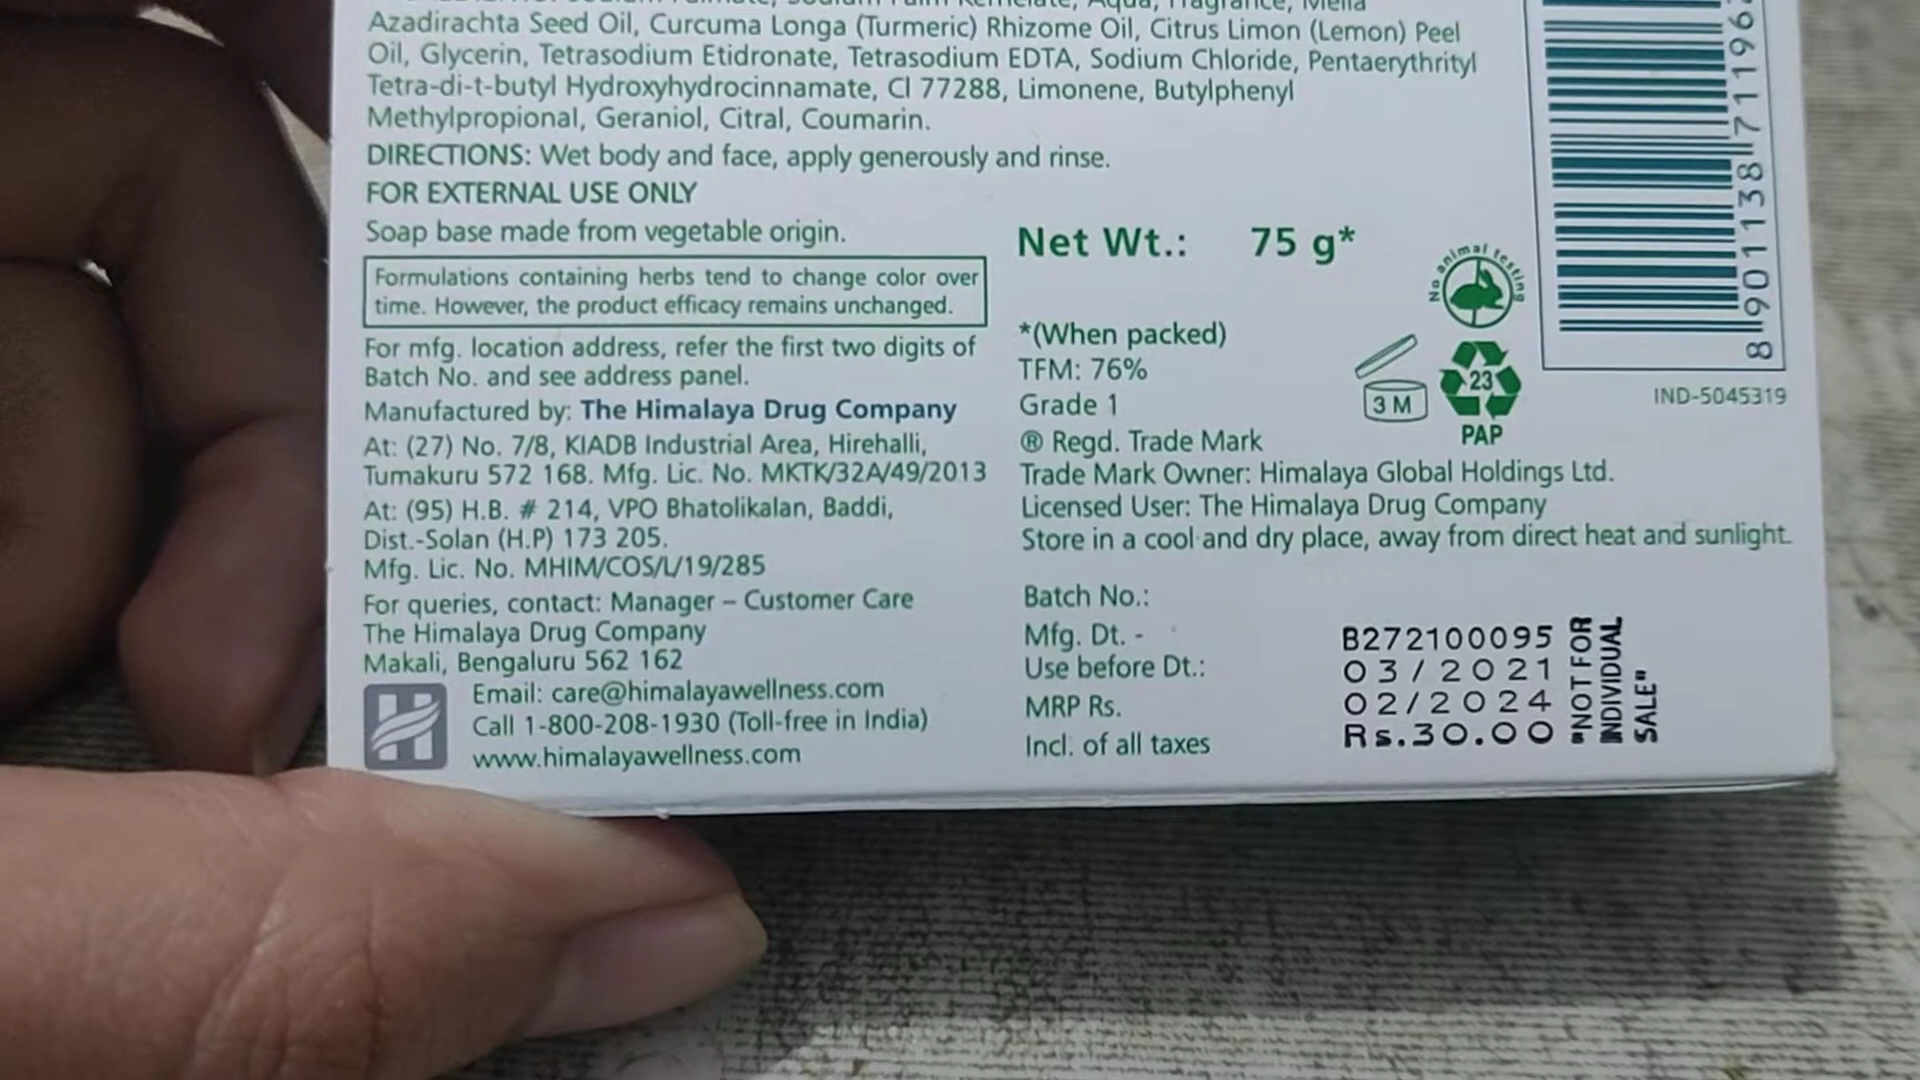 Azadirachta Seed Oil, Curcuma Longa (Turmeric) Rhizome Oil, Citrus Limon (Lemon) Peel
Oil, Glycerin, Tetrasodium Etidronate, Tetrasodium EDTA, Sodium Chloride, Pentaerythrityl
Tetra-di-t-butyl Hydroxyhydrocinnamate, CI 77288, Limonene, Butylphenyl
Methylpropional, Geraniol, Citral, Coumarin.
DIRECTIONS: Wet body and face, apply generously and rinse.
FOR EXTERNAL USE ONLY
Soap base made from vegetable origin.
Formulations containing herbs tend to change color over
time. However, the product efficacy remains unchanged.
For mfg. location address, refer the first two digits of
Batch No. and see address panel.
Manufactured by: The Himalaya Drug Company
At: (27) No. 7/8, KIADB Industrial Area, Hirehalli,
Tumakuru 572 168. Mfg. Lic. No. MKTK/32A/49/2013
At: (95) H.B. # 214, VPO Bhatolikalan, Baddi,
Dist.-Solan (H.P) 173 205.
Mfg. Lic. No. MHIM/COS/L/19/285
For queries, contact: Manager – Customer Care
The Himalaya Drug Company
Makali, Bengaluru 562 162
Email: care@himalayawellness.com
Call 1-800-208-1930 (Toll-free in India)
www.himalayawellness.com
Net Wt.: 75 g*
*(When packed)
TFM: 76%
Grade 1
® Regd. Trade Mark
Trade Mark Owner: Himalaya Global Holdings Ltd.
Licensed User: The Himalaya Drug Company
Store in a cool and dry place, away from direct heat and sunlight.
No animal testing
3 M
23
PAP
8 901138 71196
IND-5045319
Batch No.: B272100095
Mfg. Dt. - 03/2021
Use before Dt.: 02/2024
MRP Rs. Rs.30.00
Incl. of all taxes
"NOT FOR
INDIVIDUAL
SALE"